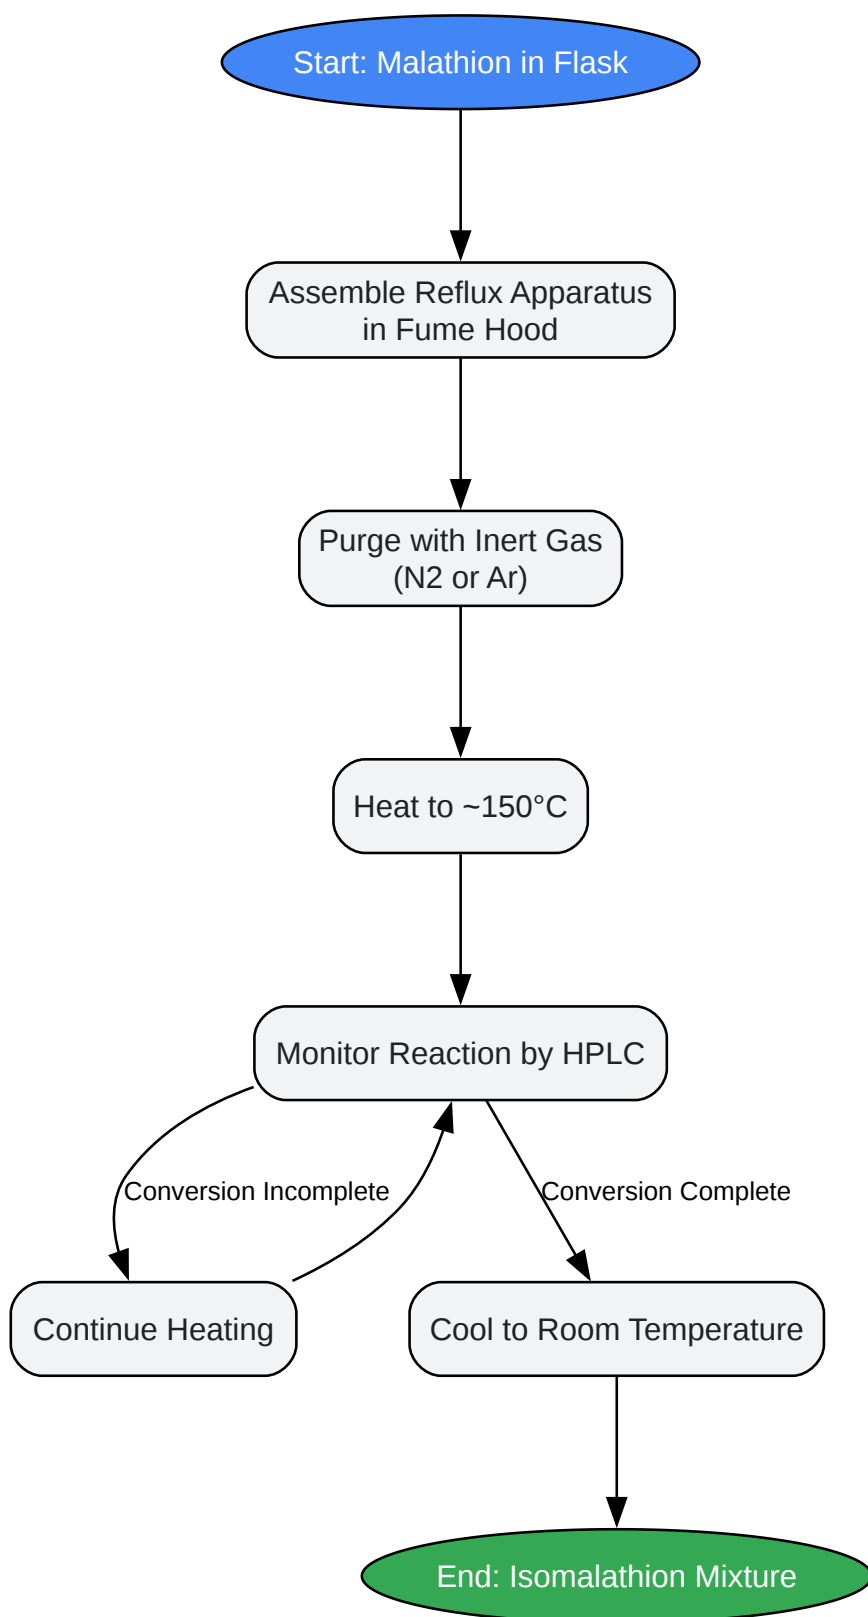 Start: Malathion in Flask
Assemble Reflux Apparatus
in Fume Hood
Purge with Inert Gas
(N2 or Ar)
Heat to ~150°C
Monitor Reaction by HPLC
Conversion Incomplete
Conversion Complete
Continue Heating
Cool to Room Temperature
End: Isomalathion Mixture